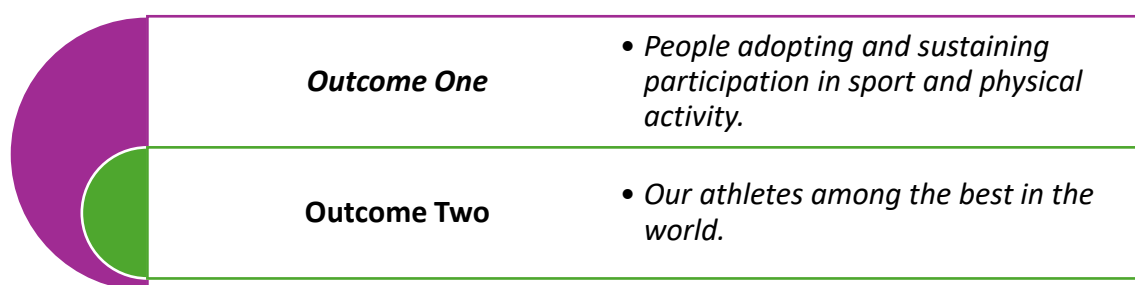 Outcome One
• People adopting and sustaining
participation in sport and physical
activity.
Outcome Two
• Our athletes among the best in the
world.